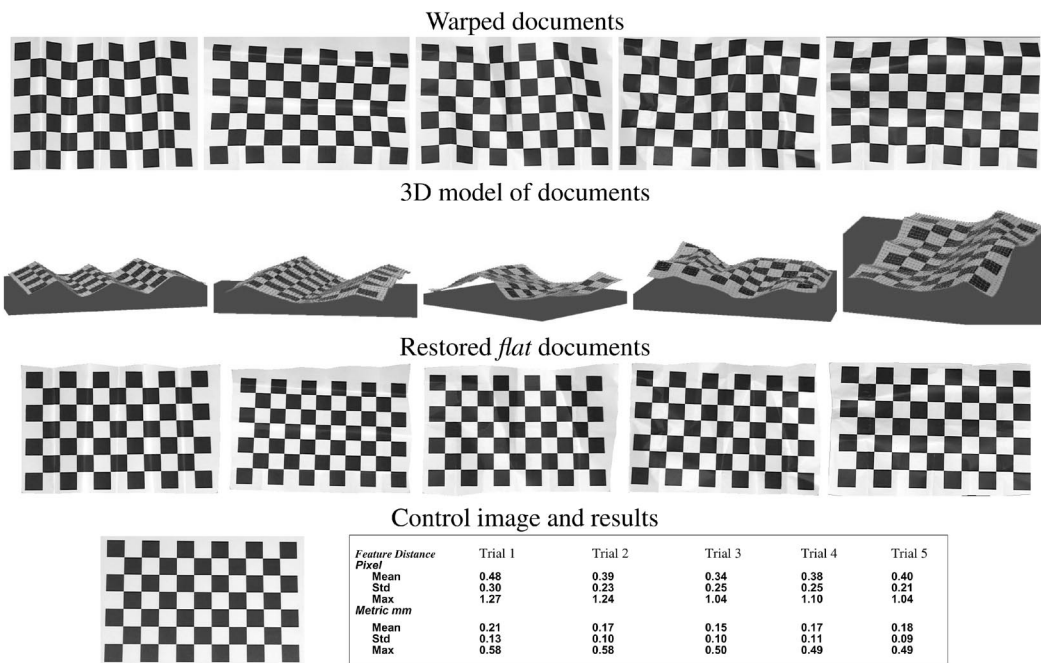 Warped documents
3D model of documents
Restored flat documents
Control image and results
Feature Distance Trial 1 Trial 2 Trial 3 Trial 4 Trial 5
Pixel
Mean 0.48 0.39 0.34 0.38 0.40
Std 0.30 0.23 0.25 0.25 0.21
Max 1.27 1.24 1.04 1.10 1.04
Metric mm
Mean 0.21 0.17 0.15 0.17 0.18
Std 0.13 0.10 0.10 0.11 0.09
Max 0.58 0.58 0.50 0.49 0.49